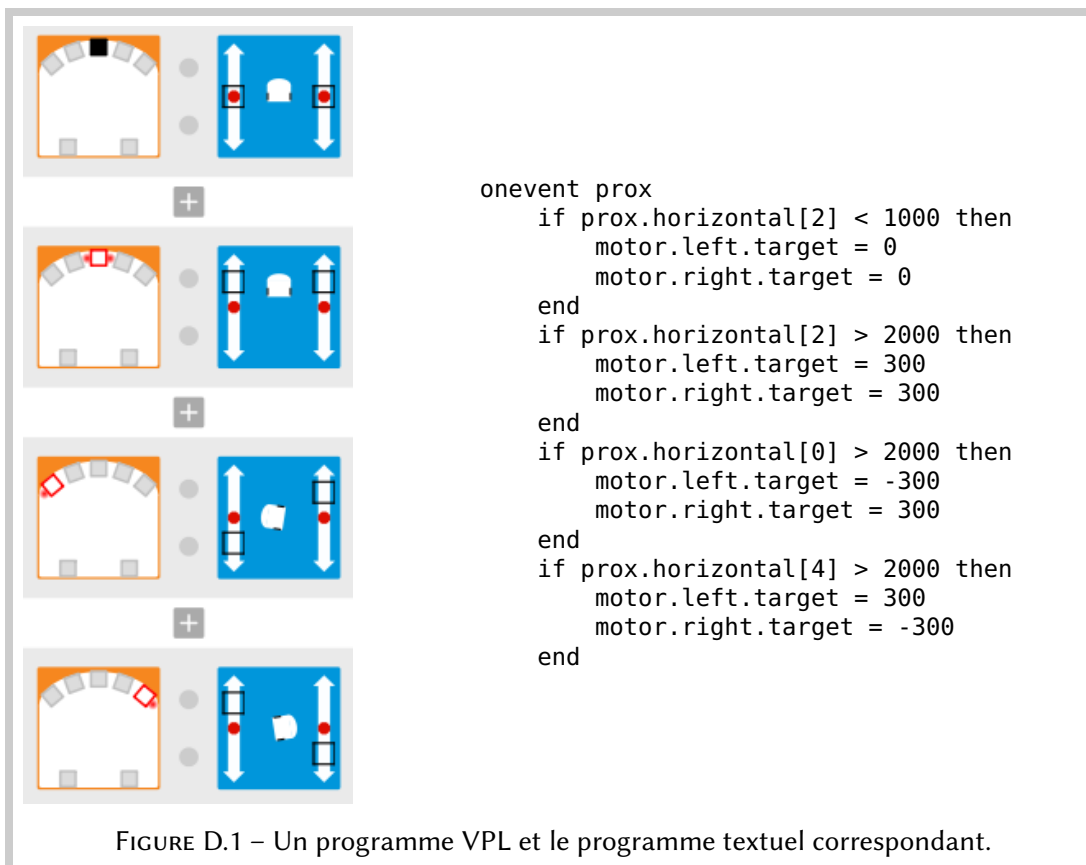 onevent prox
    if prox.horizontal[2] < 1000 then
        motor.left.target = 0
        motor.right.target = 0
    end
    if prox.horizontal[2] > 2000 then
        motor.left.target = 300
        motor.right.target = 300
    end
    if prox.horizontal[0] > 2000 then
        motor.left.target = -300
        motor.right.target = 300
    end
    if prox.horizontal[4] > 2000 then
        motor.left.target = 300
        motor.right.target = -300
    end
FIGURE D.1 – Un programme VPL et le programme textuel correspondant.